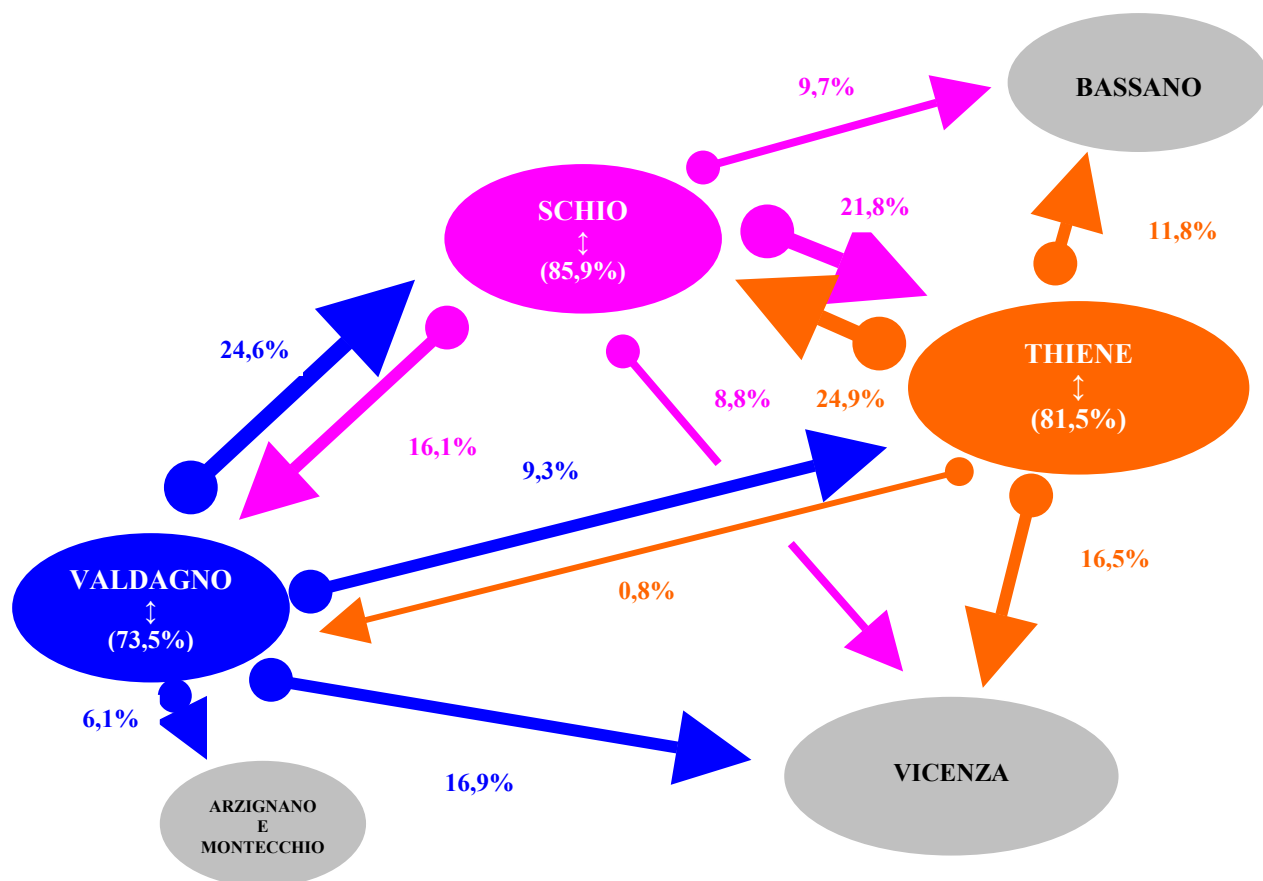 BASSANO
9,7%
SCHIO
↕
(85,9%)
21,8%
11,8%
24,6%
THIENE
↕
(81,5%)
8,8%
24,9%
16,1%
9,3%
VALDAGNO
↕
(73,5%)
0,8%
16,5%
6,1%
16,9%
VICENZA
ARZIGNANO
E
MONTECCHIO